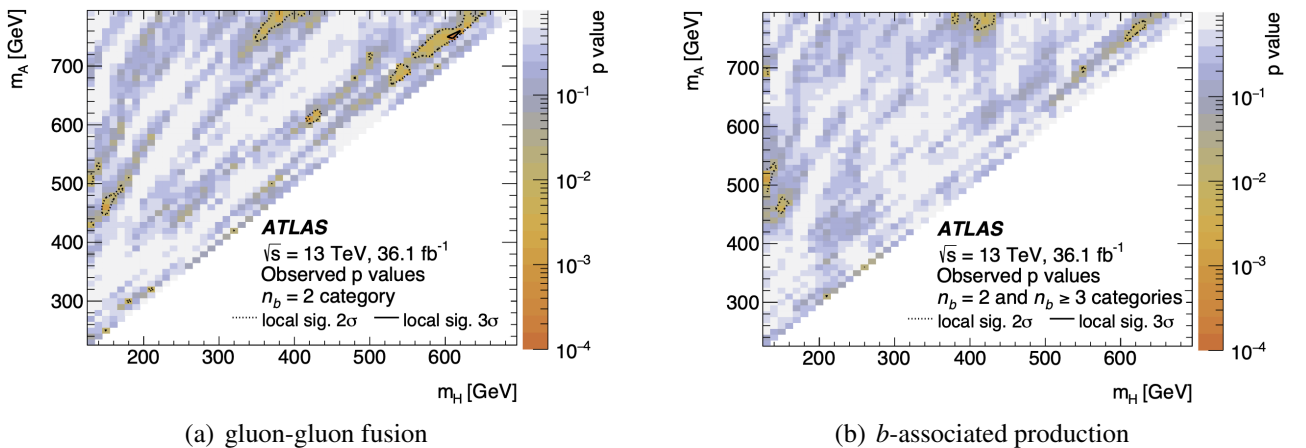 m_A [GeV]
700
600
500
400
300
200 300 400 500 600
m_H [GeV]
p value
10⁻¹
10⁻²
10⁻³
10⁻⁴
ATLAS
√s = 13 TeV, 36.1 fb⁻¹
Observed p values
n_b = 2 category
local sig. 2σ local sig. 3σ
(a) gluon-gluon fusion
m_A [GeV]
700
600
500
400
300
200 300 400 500 600
m_H [GeV]
p value
10⁻¹
10⁻²
10⁻³
10⁻⁴
ATLAS
√s = 13 TeV, 36.1 fb⁻¹
Observed p values
n_b = 2 and n_b ≥ 3 categories
local sig. 2σ local sig. 3σ
(b) b-associated production